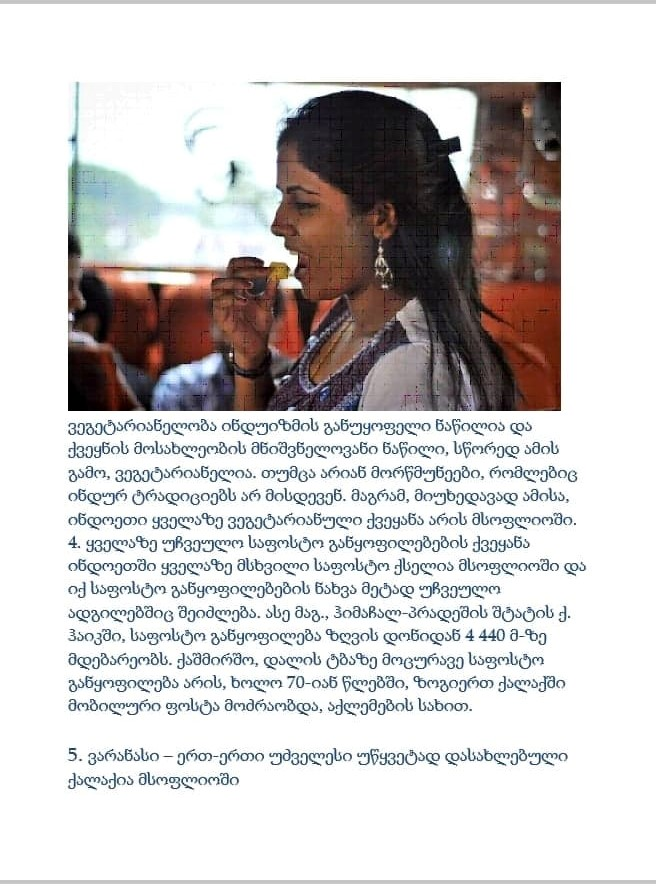 ვეგეტარიანელობა ინდუიზმის განუყოფელი ნაწილია და
ქვეყნის მოსახლეობის მნიშვნელოვანი ნაწილი, სწორედ ამის
გამო, ვეგეტარიანელია. თუმცა არიან მორწმუნეები, რომლებიც
ინდურ ტრადიციებს არ მისდევენ. მაგრამ, მიუხედავად ამისა,
ინდოეთი ყველაზე ვეგეტარიანული ქვეყანა არის მსოფლიოში.
4. ყველაზე უჩვეულო საფოსტო განყოფილებების ქვეყანა
ინდოეთში ყველაზე მსხვილი საფოსტო ქსელია მსოფლიოში და
იქ საფოსტო განყოფილებების ნახვა მეტად უჩვეულო
ადგილებშიც შეიძლება. ასე მაგ., ჰიმაჩალ-პრადეშის შტატის ქ.
ჰაიკში, საფოსტო განყოფილება ზღვის დონიდან 4 440 მ-ზე
მდებარეობს. ქაშმირშო, დალის ტბაზე მოცურავე საფოსტო
განყოფილება არის, ხოლო 70-იან წლებში, ზოგიერთ ქალაქში
მობილური ფოსტა მოძრაობდა, აქლემების სახით.
5. ვარანასი – ერთ-ერთი უძველესი უწყვეტად დასახლებული
ქალაქია მსოფლიოში